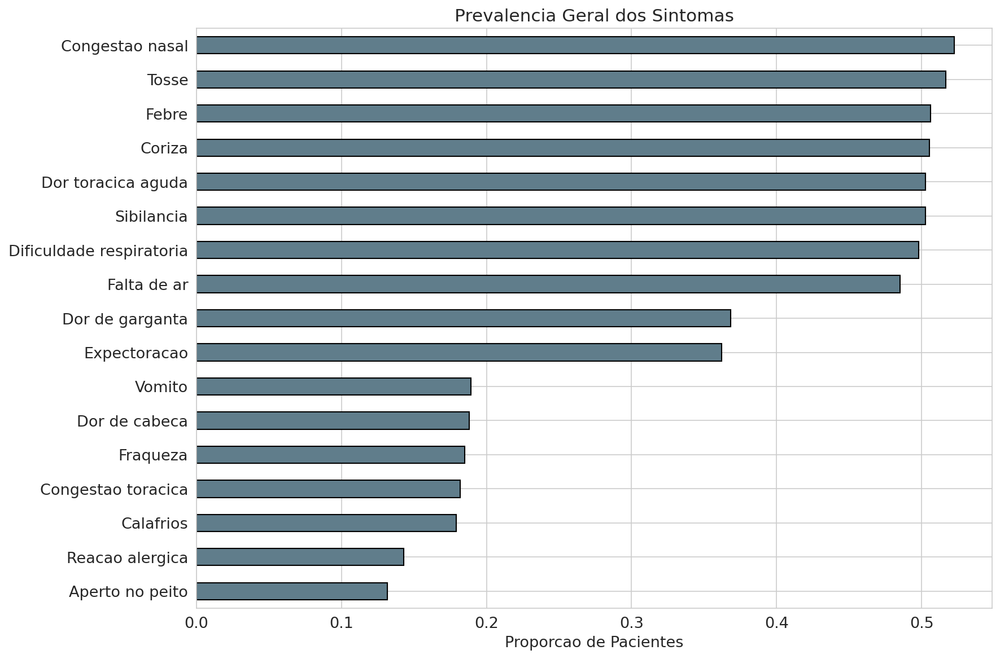 Prevalencia Geral dos Sintomas
Congestao nasal
Tosse
Febre
Coriza
Dor toracica aguda
Sibilancia
Dificuldade respiratoria
Falta de ar
Dor de garganta
Expectoracao
Vomito
Dor de cabeca
Fraqueza
Congestao toracica
Calafrios
Reacao alergica
Aperto no peito
0.0 0.1 0.2 0.3 0.4 0.5
Proporcao de Pacientes